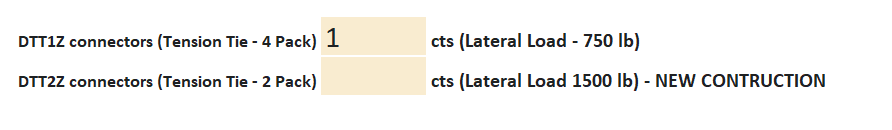 DTT1Z connectors (Tension Tie - 4 Pack) 1 cts (Lateral Load - 750 lb)
DTT2Z connectors (Tension Tie - 2 Pack) cts (Lateral Load 1500 lb) - NEW CONTRUCTION